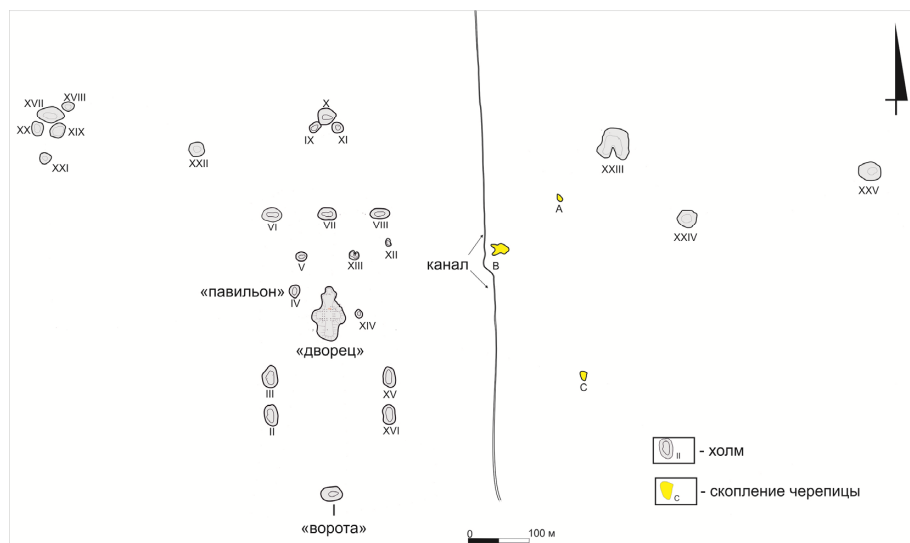 XVIII
XVII
XX
XIX
XXI
XXII
X
IX
XI
XXIII
XXV
A
XXIV
VI
VII
VIII
XII
V
XIII
канал
B
«павильон»
IV
XIV
«дворец»
III
XV
C
II
XVI
I
«ворота»
II
- холм
C
- скопление черепицы
0
100 м